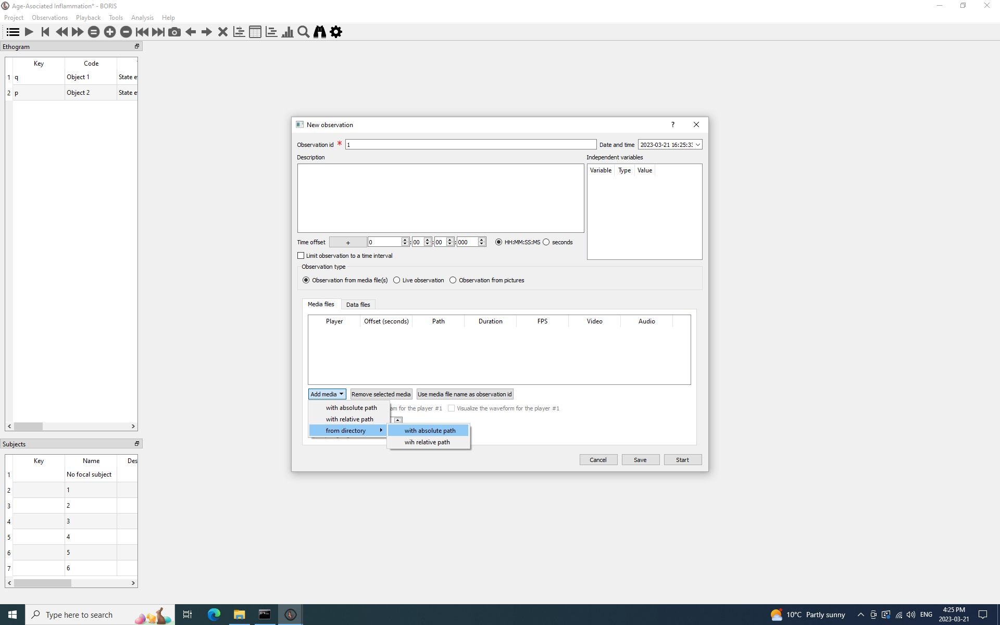 Age-Asociated Inflammation* - BORIS
Project Observations Playback Tools Analysis Help
Ethogram
Key Code
1 q Object 1 State e
2 p Object 2 State e
New observation ?
Observation id * 1 Date and time 2023-03-21 16:25:33
Description Independent variables
Variable Type Value
Time offset + 0 : 00 : 00 : 000 HH:MM:SS:MS seconds
Limit observation to a time interval
Observation type
Observation from media file(s) Live observation Observation from pictures
Media files Data files
Player Offset (seconds) Path Duration FPS Video Audio
Add media Remove selected media Use media file name as observation id
with absolute path
am for the player #1 Visualize the waveform for the player #1
with relative path
from directory with absolute path
wih relative path
Cancel Save Start
Subjects
Key Name Des
1 No focal subject
2 1
3 2
4 3
5 4
6 5
7 6
Type here to search
10°C Partly sunny ENG
4:25 PM
2023-03-21